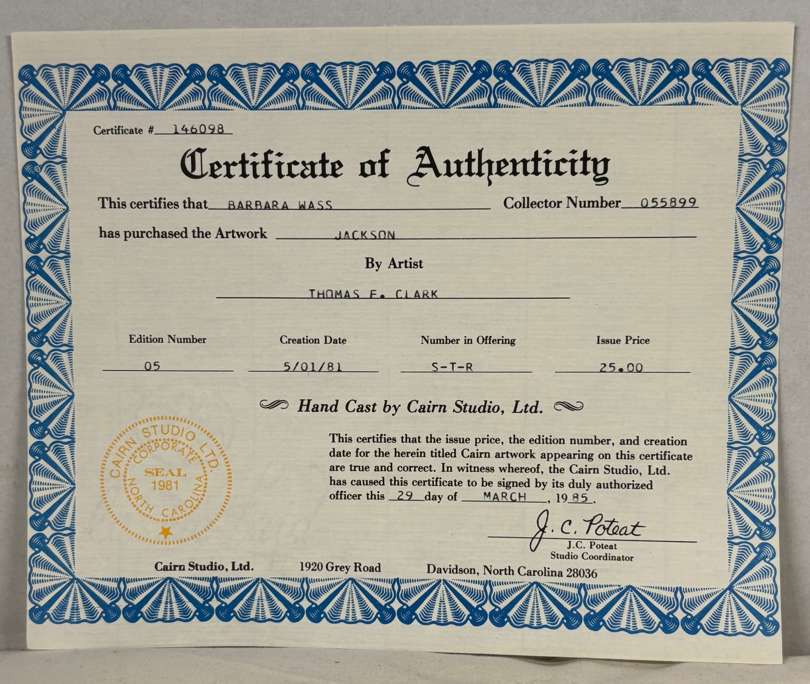 Certificate # 146098
Certificate of Authenticity
This certifies that BARBARA WASS Collector Number 055899
has purchased the Artwork JACKSON
By Artist
THOMAS F. CLARK
Edition Number Creation Date Number in Offering Issue Price
05 5/01/81 S-T-R 25.00
Hand Cast by Cairn Studio, Ltd.
This certifies that the issue price, the edition number, and creation
date for the herein titled Cairn artwork appearing on this certificate
are true and correct. In witness whereof, the Cairn Studio, Ltd.
has caused this certificate to be signed by its duly authorized
officer this 29 day of MARCH, 1985.
CAIRN STUDIO LTD.
CORPORATE
SEAL
1981
NORTH CAROLINA
J. C. Poteat
J.C. Poteat
Studio Coordinator
Cairn Studio, Ltd. 1920 Grey Road Davidson, North Carolina 28036